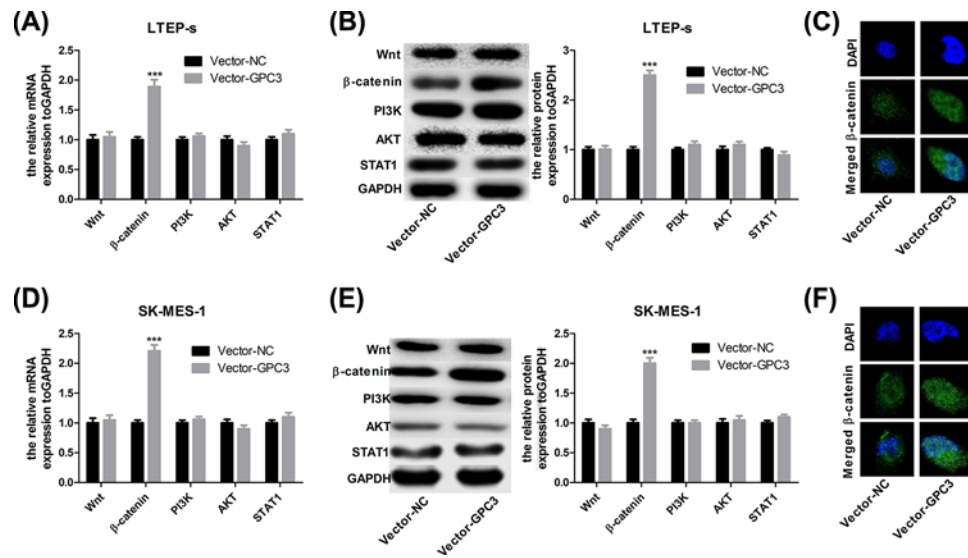 (A)
LTEP-s
the relative mRNA
expression toGAPDH
2.5
2.0
1.5
1.0
0.5
0.0
***
Vector-NC
Vector-GPC3
Wnt
β-catenin
PI3K
AKT
STAT1
(B)
Wnt
β-catenin
PI3K
AKT
STAT1
GAPDH
Vector-NC
Vector-GPC3
LTEP-s
the relative protein
expression toGAPDH
3
2
1
0
***
Vector-NC
Vector-GPC3
Wnt
β-catenin
PI3K
AKT
STAT1
(C)
DAPI
β-catenin
Merged
Vector-NC
Vector-GPC3
(D)
SK-MES-1
the relative mRNA
expression toGAPDH
2.5
2.0
1.5
1.0
0.5
0.0
***
Vector-NC
Vector-GPC3
Wnt
β-catenin
PI3K
AKT
STAT1
(E)
Wnt
β-catenin
PI3K
AKT
STAT1
GAPDH
Vector-NC
Vector-GPC3
SK-MES-1
the relative protein
expression toGAPDH
2.5
2.0
1.5
1.0
0.5
0.0
***
Vector-NC
Vector-GPC3
Wnt
β-catenin
PI3K
AKT
STAT1
(F)
DAPI
β-catenin
Merged
Vector-NC
Vector-GPC3